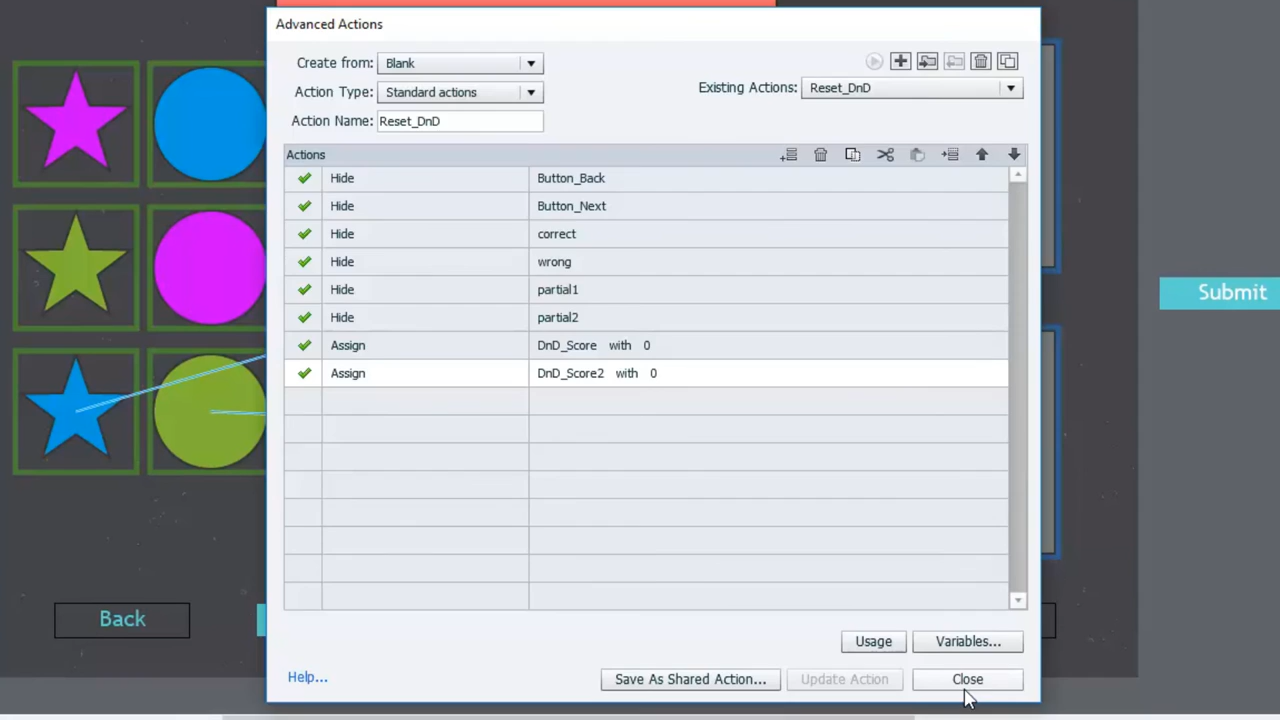 Advanced Actions
Create from: Blank
Action Type: Standard actions
Existing Actions: Reset_DnD
Action Name: Reset_DnD
Actions
Hide Button_Back
Hide Button_Next
Hide correct
Hide wrong
Hide partial1
Hide partial2
Assign DnD_Score with 0
Assign DnD_Score2 with 0
Submit
Back
Usage Variables...
Help... Save As Shared Action... Update Action Close